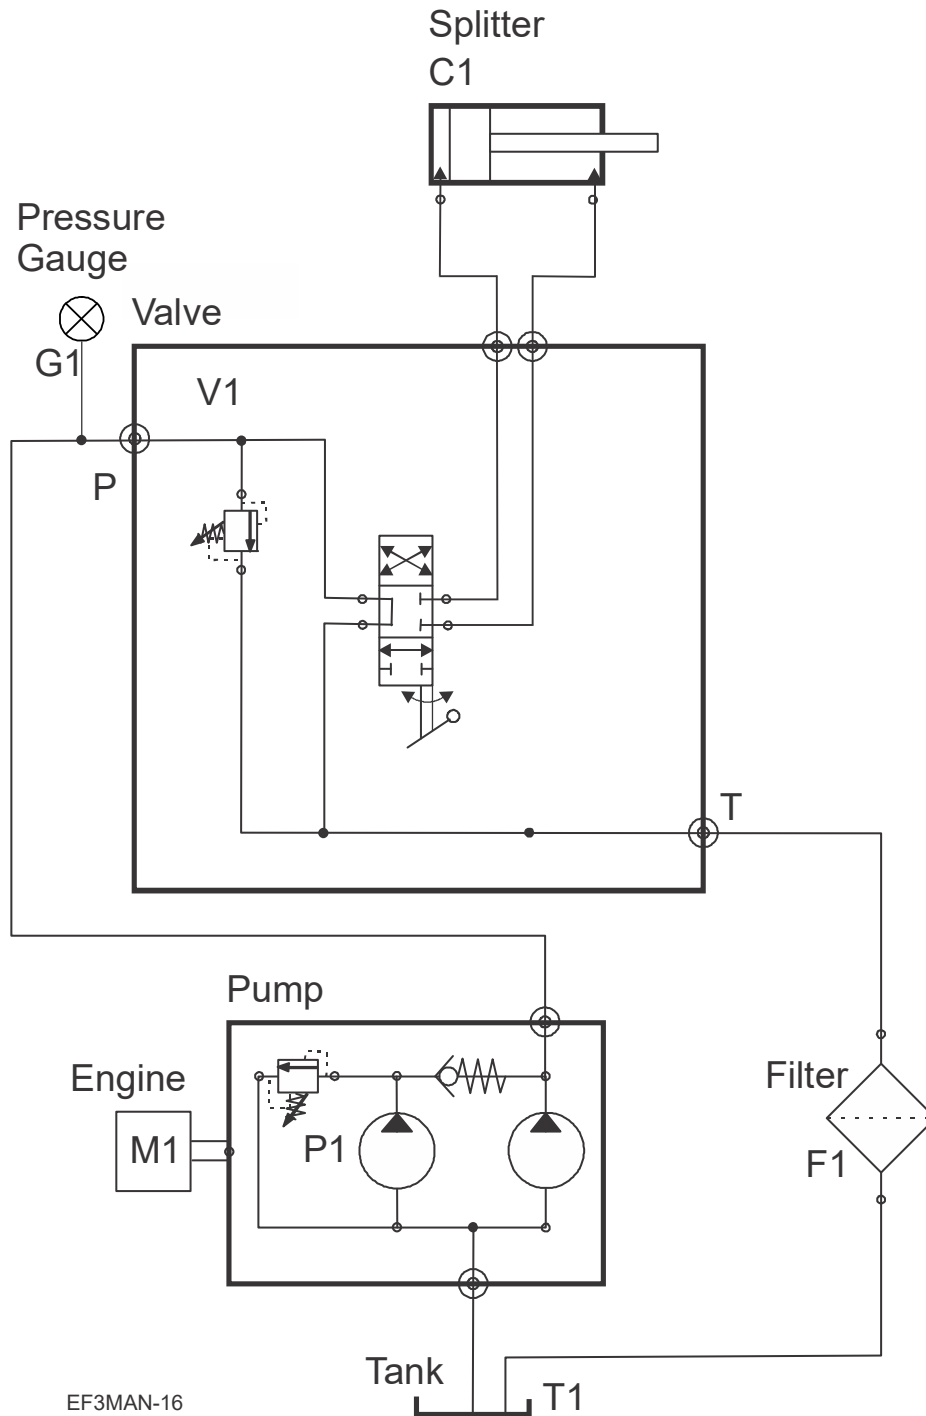 Splitter
C1
Pressure
Gauge
Valve
G1
V1
P
T
Pump
Engine
Filter
M1
P1
F1
Tank
T1
EF3MAN-16